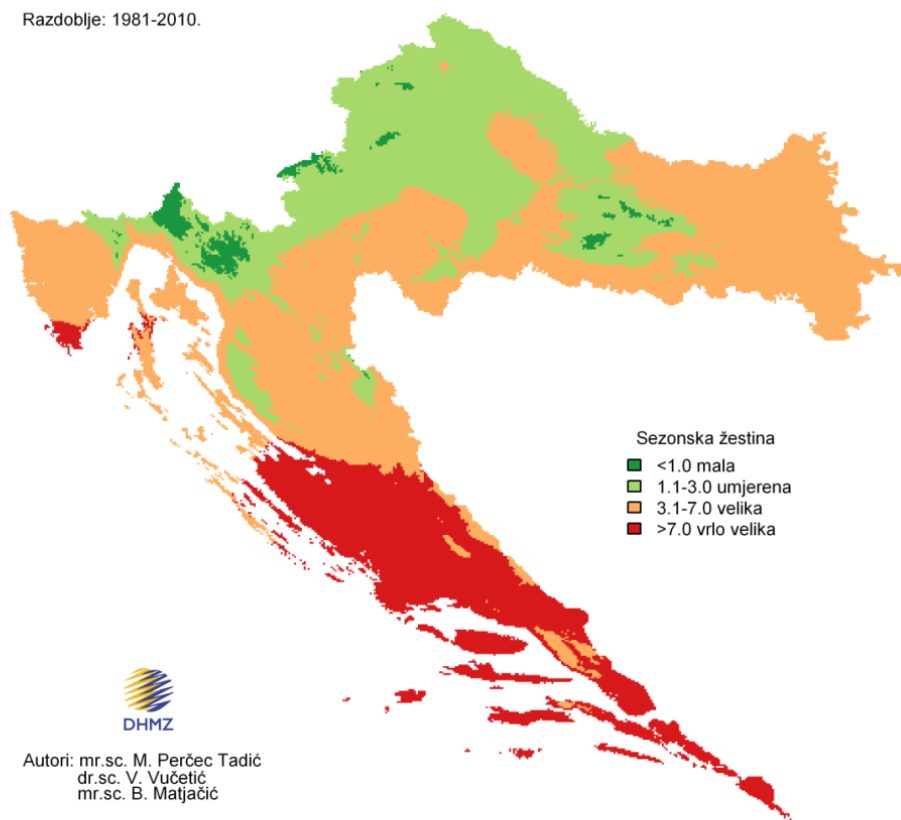 Razdoblje: 1981-2010.
Sezonska žestina
<1.0 mala
1.1-3.0 umjerena
3.1-7.0 velika
>7.0 vrlo velika
DHMZ
Autori: mr.sc. M. Perčec Tadić
dr.sc. V. Vučetić
mr.sc. B. Matjačić